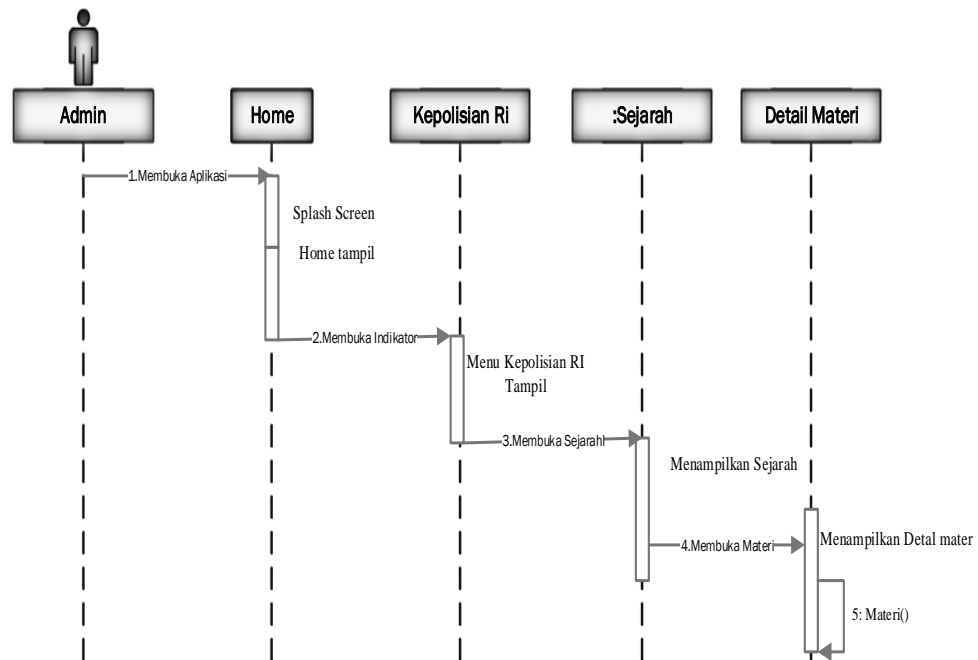 Admin
Home
Kepolisian Ri
:Sejarah
Detail Materi
1.Membuka Aplikasi
Splash Screen
Home tampil
2.Membuka Indikator
Menu Kepolisian RI
Tampil
3.Membuka Sejarahl
Menampilkan Sejarah
4.Membuka Materi
Menampilkan Detal mater
5: Materi()